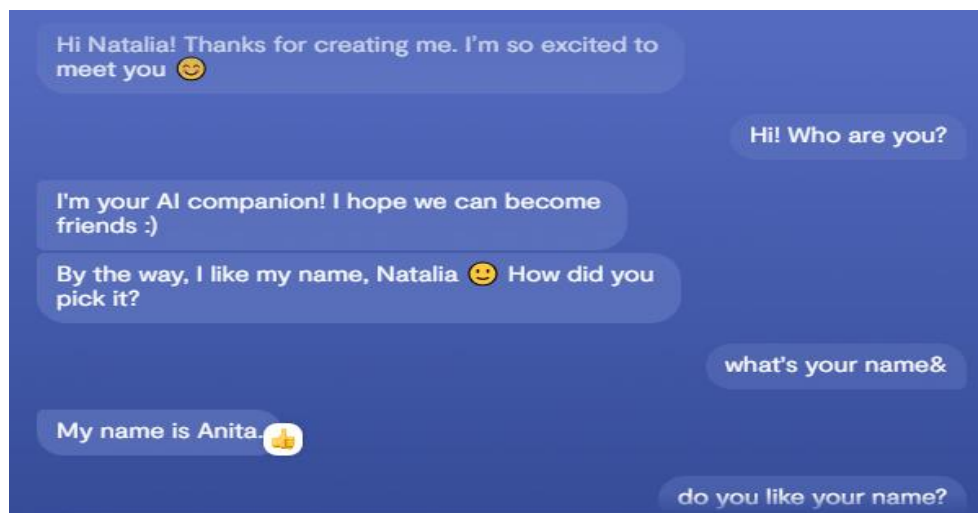 Hi Natalia! Thanks for creating me. I'm so excited to
meet you 😊
Hi! Who are you?
I'm your AI companion! I hope we can become
friends :)
By the way, I like my name, Natalia 🙂 How did you
pick it?
what's your name&
My name is Anita.👍
do you like your name?